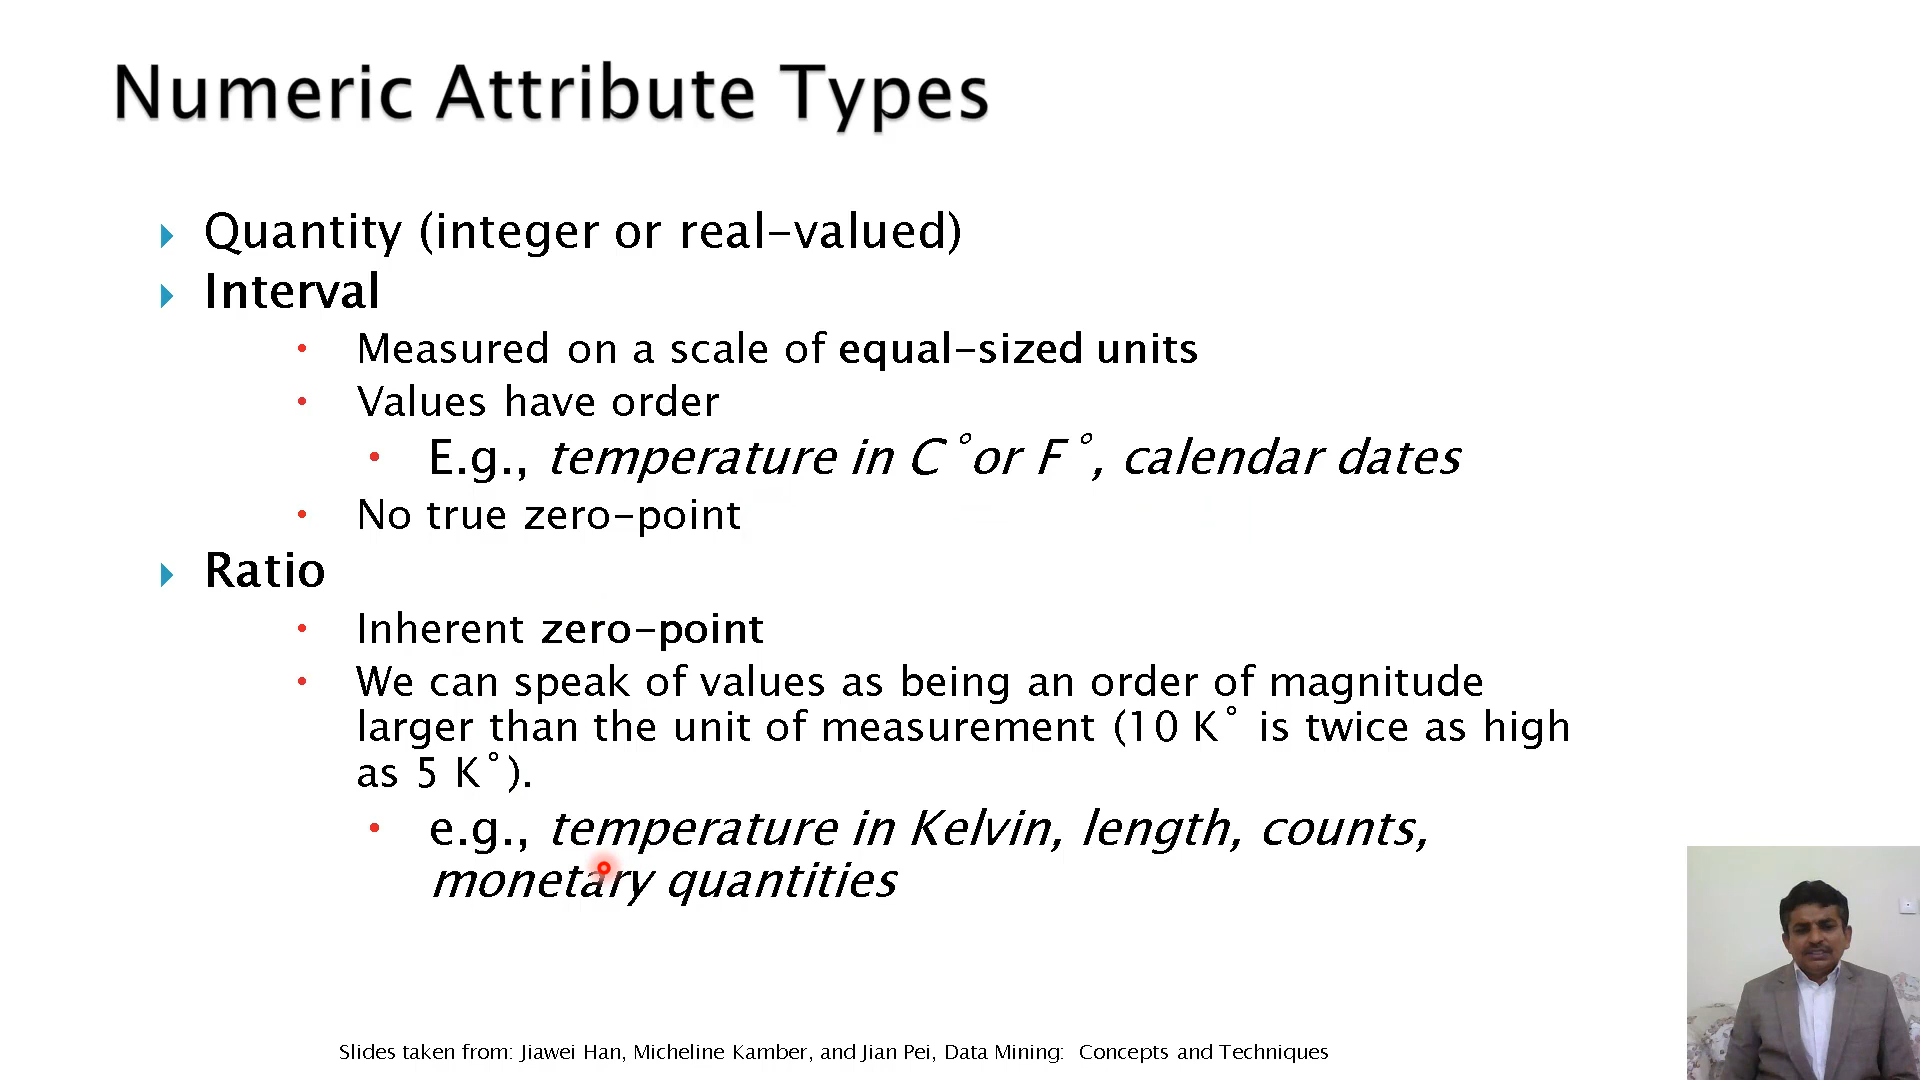 Numeric Attribute Types
Quantity (integer or real-valued)
Interval
Measured on a scale of equal-sized units
Values have order
E.g., temperature in C˚or F˚, calendar dates
No true zero-point
Ratio
Inherent zero-point
We can speak of values as being an order of magnitude
larger than the unit of measurement (10 K˚ is twice as high
as 5 K˚).
e.g., temperature in Kelvin, length, counts,
monetary quantities
Slides taken from: Jiawei Han, Micheline Kamber, and Jian Pei, Data Mining: Concepts and Techniques